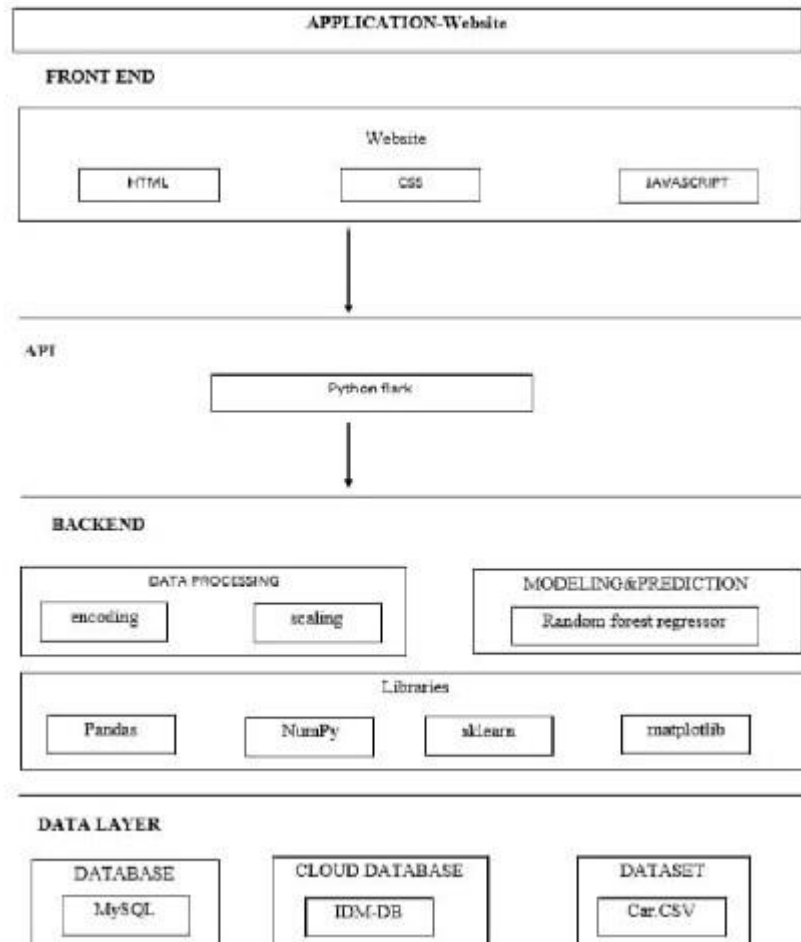 APPLICATION-Website
FRONT END
Website
HTML
CSS
JAVASCRIPT
API
Python flark
BACKEND
DATA PROCESSING
encoding
scaling
MODELING&PREDICTION
Random forest regressor
Libraries
Pandas
NumPy
sklearn
matplotlib
DATA LAYER
DATABASE
MySQL
CLOUD DATABASE
IDM-DB
DATASET
Car.CSV